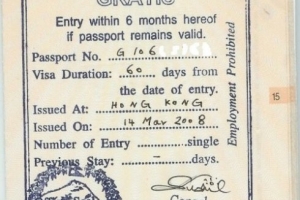 GRATIS
Entry within 6 months hereof
if passport remains valid.
Passport No. G 106
Visa Duration: 60 days from
the date of entry.
Issued At: HONG KONG
Issued On: 14 Mar 2008
Number of Entry ........ single
Previous Stay: - days.
Employment Prohibited
15